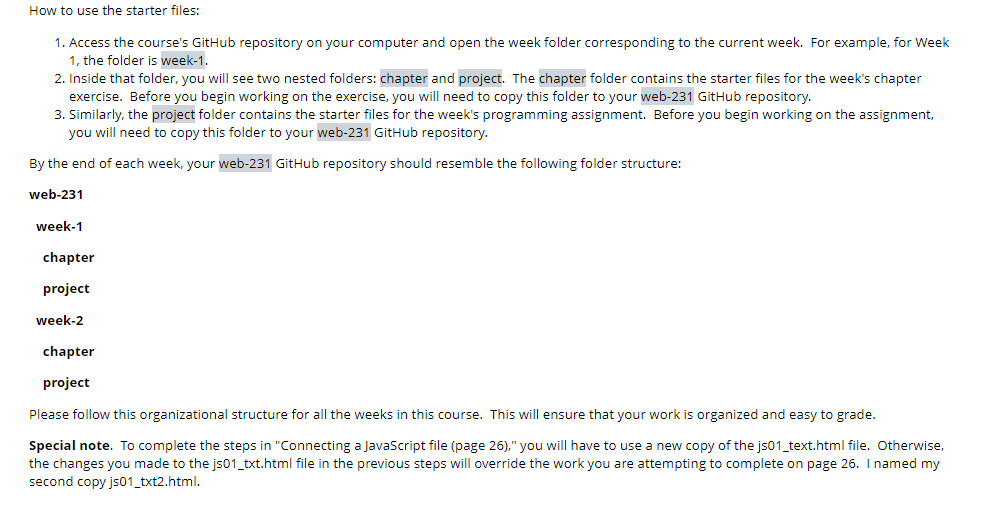 How to use the starter files:
1. Access the course's GitHub repository on your computer and open the week folder corresponding to the current week.  For example, for Week
1, the folder is week-1.
2. Inside that folder, you will see two nested folders: chapter and project.  The chapter folder contains the starter files for the week's chapter
exercise.  Before you begin working on the exercise, you will need to copy this folder to your web-231 GitHub repository.
3. Similarly, the project folder contains the starter files for the week's programming assignment.  Before you begin working on the assignment,
you will need to copy this folder to your web-231 GitHub repository.
By the end of each week, your web-231 GitHub repository should resemble the following folder structure:
web-231
week-1
chapter
project
week-2
chapter
project
Please follow this organizational structure for all the weeks in this course.  This will ensure that your work is organized and easy to grade.
Special note.  To complete the steps in "Connecting a JavaScript file (page 26)," you will have to use a new copy of the js01_text.html file.  Otherwise,
the changes you made to the js01_txt.html file in the previous steps will override the work you are attempting to complete on page 26.  I named my
second copy js01_txt2.html.